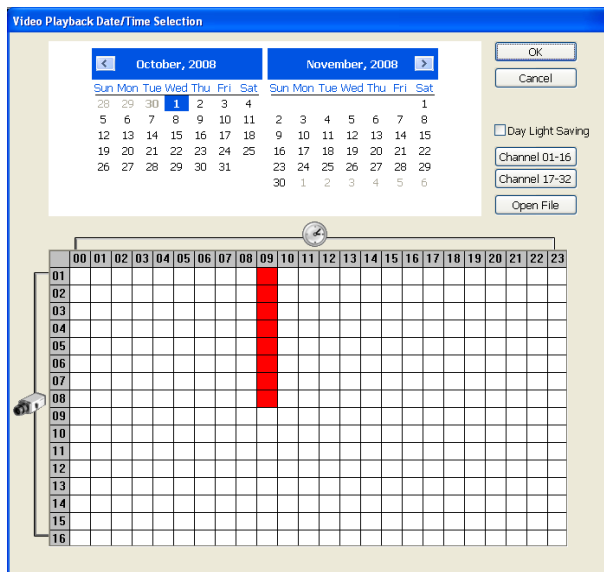 Video Playback Date/Time Selection
October, 2008 November, 2008
Sun Mon Tue Wed Thu Fri Sat Sun Mon Tue Wed Thu Fri Sat
28 29 30 1 2 3 4 1
5 6 7 8 9 10 11 2 3 4 5 6 7 8
12 13 14 15 16 17 18 9 10 11 12 13 14 15
19 20 21 22 23 24 25 16 17 18 19 20 21 22
26 27 28 29 30 31 23 24 25 26 27 28 29
30 1 2 3 4 5 6
OK
Cancel
Day Light Saving
Channel 01-16
Channel 17-32
Open File
00 01 02 03 04 05 06 07 08 09 10 11 12 13 14 15 16 17 18 19 20 21 22 23
01
02
03
04
05
06
07
08
09
10
11
12
13
14
15
16